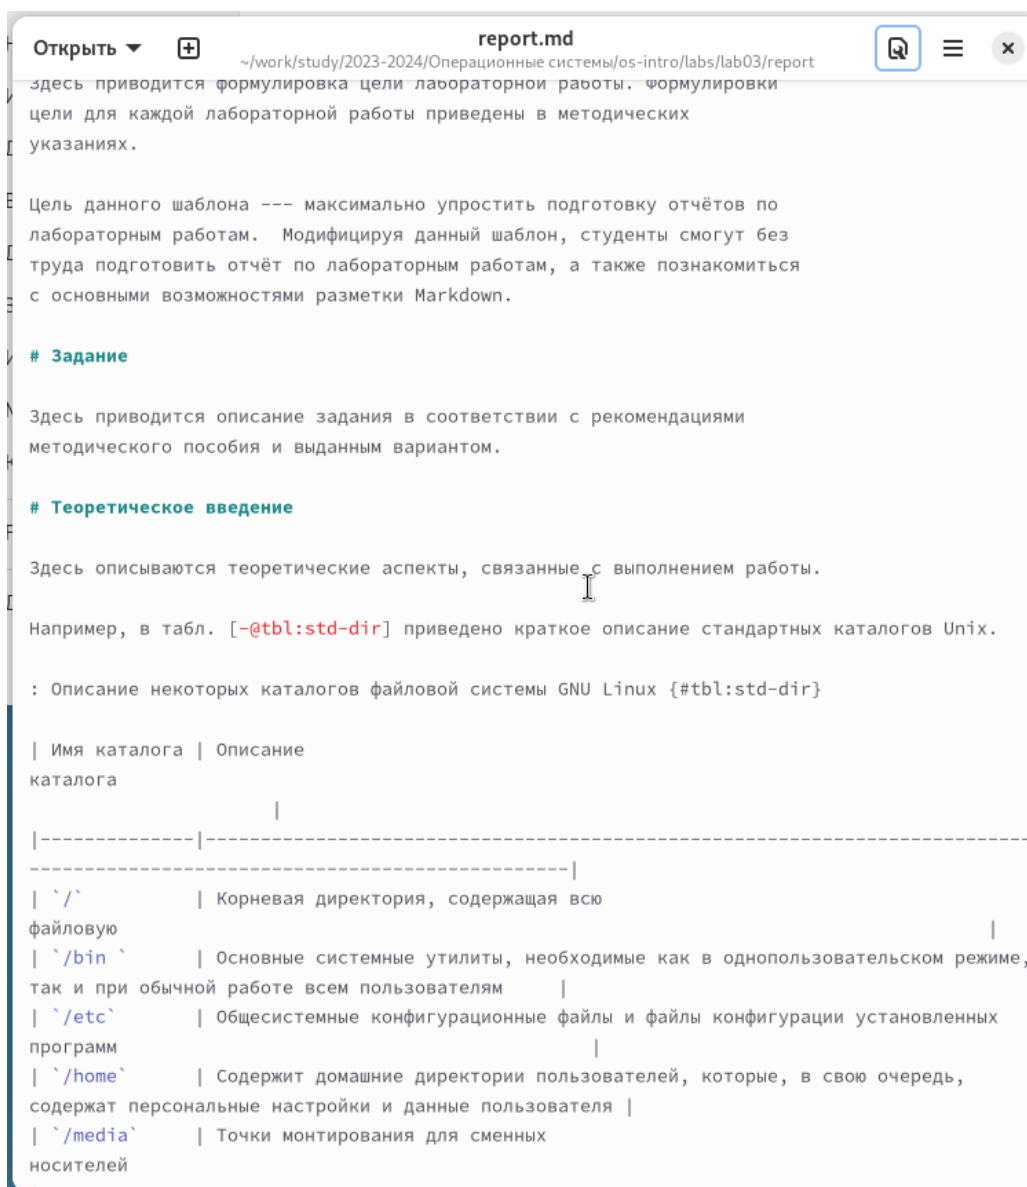 Открыть
report.md
~/work/study/2023-2024/Операционные системы/os-intro/labs/lab03/report
Здесь приводится формулировка цели лабораторной работы. Формулировки
цели для каждой лабораторной работы приведены в методических
указаниях.
Цель данного шаблона --- максимально упростить подготовку отчётов по
лабораторным работам.  Модифицируя данный шаблон, студенты смогут без
труда подготовить отчёт по лабораторным работам, а также познакомиться
с основными возможностями разметки Markdown.
# Задание
Здесь приводится описание задания в соответствии с рекомендациями
методического пособия и выданным вариантом.
# Теоретическое введение
Здесь описываются теоретические аспекты, связанные с выполнением работы.
Например, в табл. [-@tbl:std-dir] приведено краткое описание стандартных каталогов Unix.
: Описание некоторых каталогов файловой системы GNU Linux {#tbl:std-dir}
| Имя каталога | Описание
каталога
|
|--------------|---------------------------------------------------------------------------
-------------------------------------------------|
| `/`          | Корневая директория, содержащая всю
файловую                                                                               |
| `/bin `      | Основные системные утилиты, необходимые как в однопользовательском режиме,
так и при обычной работе всем пользователям     |
| `/etc`       | Общесистемные конфигурационные файлы и файлы конфигурации установленных
программ                                           |
| `/home`      | Содержит домашние директории пользователей, которые, в свою очередь,
содержат персональные настройки и данные пользователя |
| `/media`     | Точки монтирования для сменных
носителей